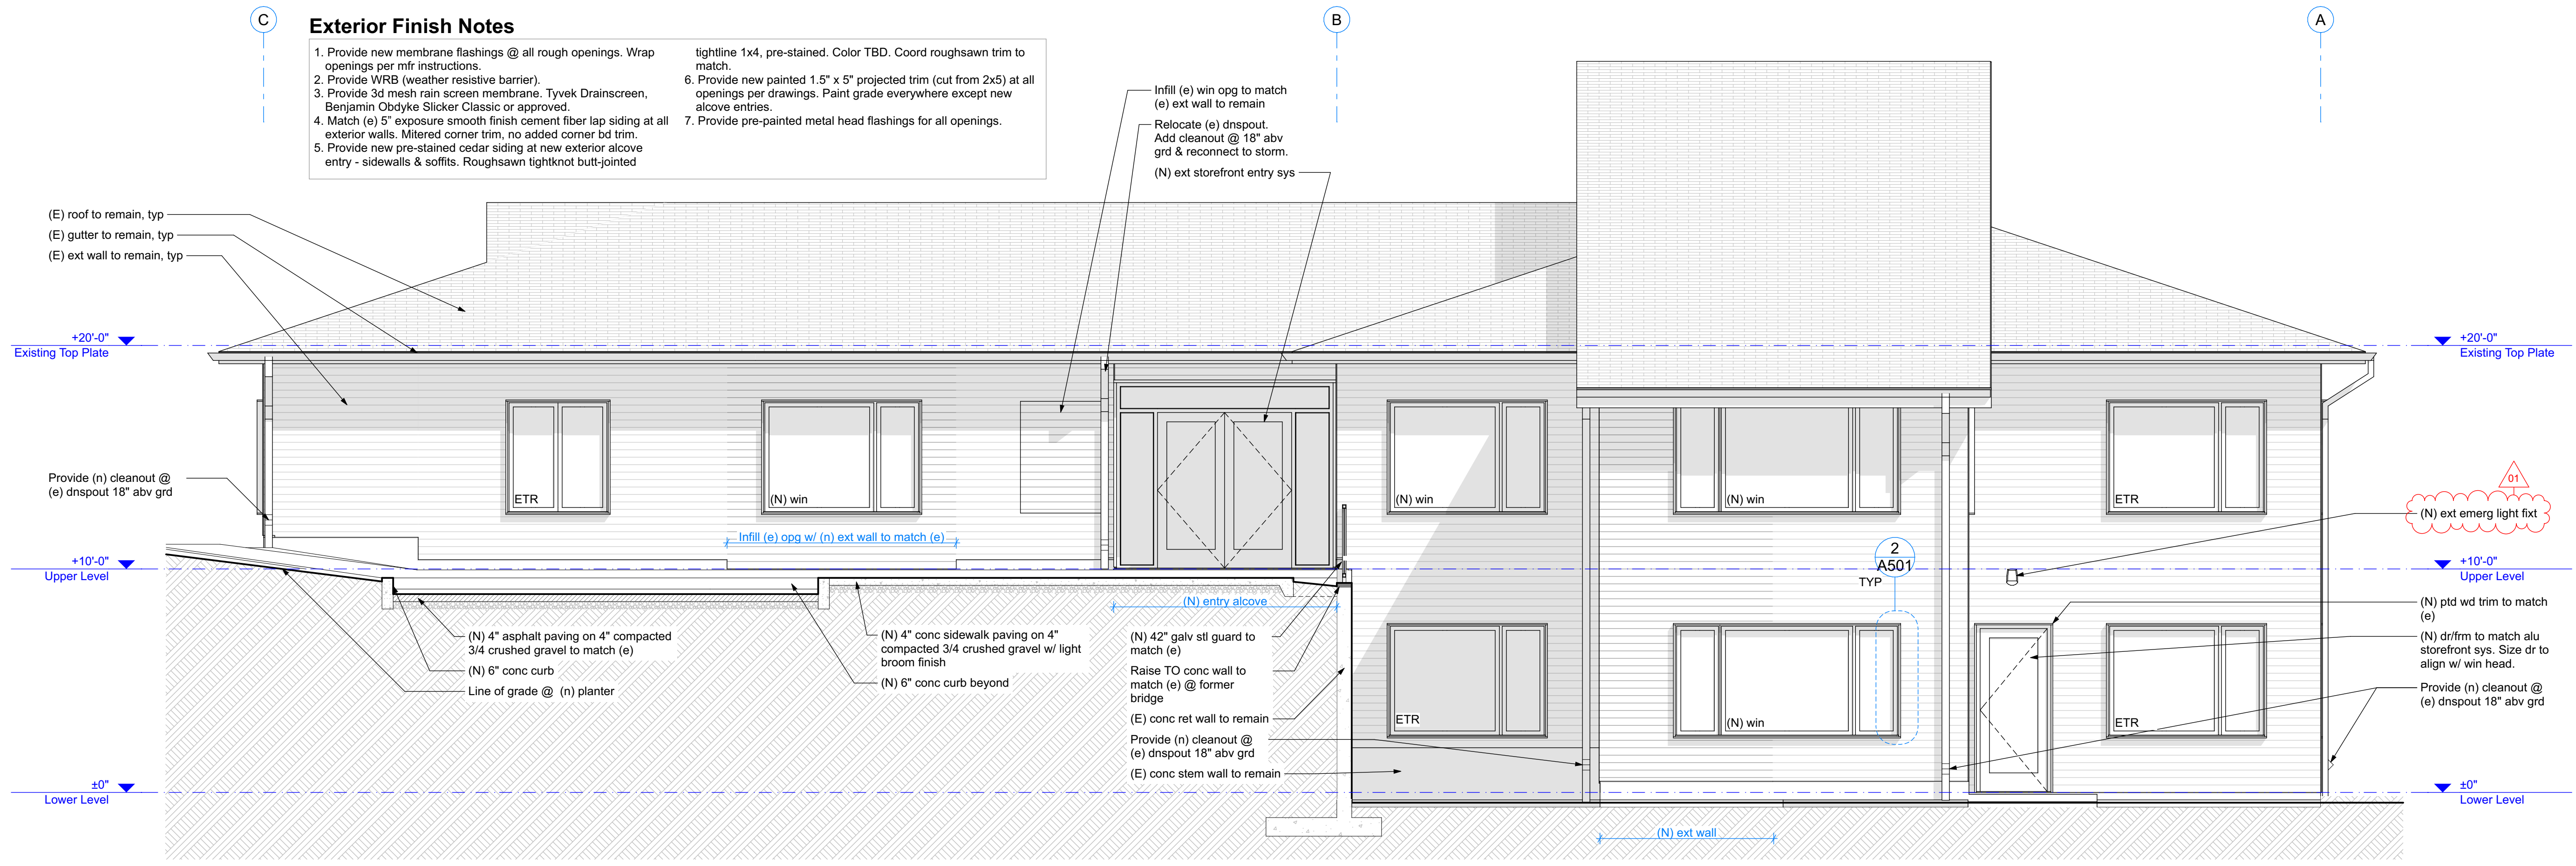 C
B
A
Exterior Finish Notes
1. Provide new membrane flashings @ all rough openings. Wrap
openings per mfr instructions.
2. Provide WRB (weather resistive barrier).
3. Provide 3d mesh rain screen membrane. Tyvek Drainscreen,
Benjamin Obdyke Slicker Classic or approved.
4. Match (e) 5" exposure smooth finish cement fiber lap siding at all
exterior walls. Mitered corner trim, no added corner bd trim.
5. Provide new pre-stained cedar siding at new exterior alcove
entry - sidewalls & soffits. Roughsawn tightknot butt-jointed
tightline 1x4, pre-stained. Color TBD. Coord roughsawn trim to
match.
6. Provide new painted 1.5" x 5" projected trim (cut from 2x5) at all
openings per drawings. Paint grade everywhere except new
alcove entries.
7. Provide pre-painted metal head flashings for all openings.
Infill (e) win opg to match
(e) ext wall to remain
Relocate (e) dnspout.
Add cleanout @ 18" abv
grd & reconnect to storm.
(N) ext storefront entry sys
(E) roof to remain, typ
(E) gutter to remain, typ
(E) ext wall to remain, typ
+20'-0"
Existing Top Plate
+20'-0"
Existing Top Plate
Provide (n) cleanout @
(e) dnspout 18" abv grd
ETR
(N) win
(N) win
(N) win
ETR
01
(N) ext emerg light fixt
Infill (e) opg w/ (n) ext wall to match (e)
2
A501
TYP
+10'-0"
Upper Level
+10'-0"
Upper Level
(N) entry alcove
(N) 4" asphalt paving on 4" compacted
3/4 crushed gravel to match (e)
(N) 6" conc curb
Line of grade @ (n) planter
(N) 4" conc sidewalk paving on 4"
compacted 3/4 crushed gravel w/ light
broom finish
(N) 6" conc curb beyond
(N) 42" galv stl guard to
match (e)
Raise TO conc wall to
match (e) @ former
bridge
(E) conc ret wall to remain
Provide (n) cleanout @
(e) dnspout 18" abv grd
(E) conc stem wall to remain
ETR
(N) win
ETR
(N) ptd wd trim to match
(e)
(N) dr/frm to match alu
storefront sys. Size dr to
align w/ win head.
Provide (n) cleanout @
(e) dnspout 18" abv grd
±0"
Lower Level
±0"
Lower Level
(N) ext wall